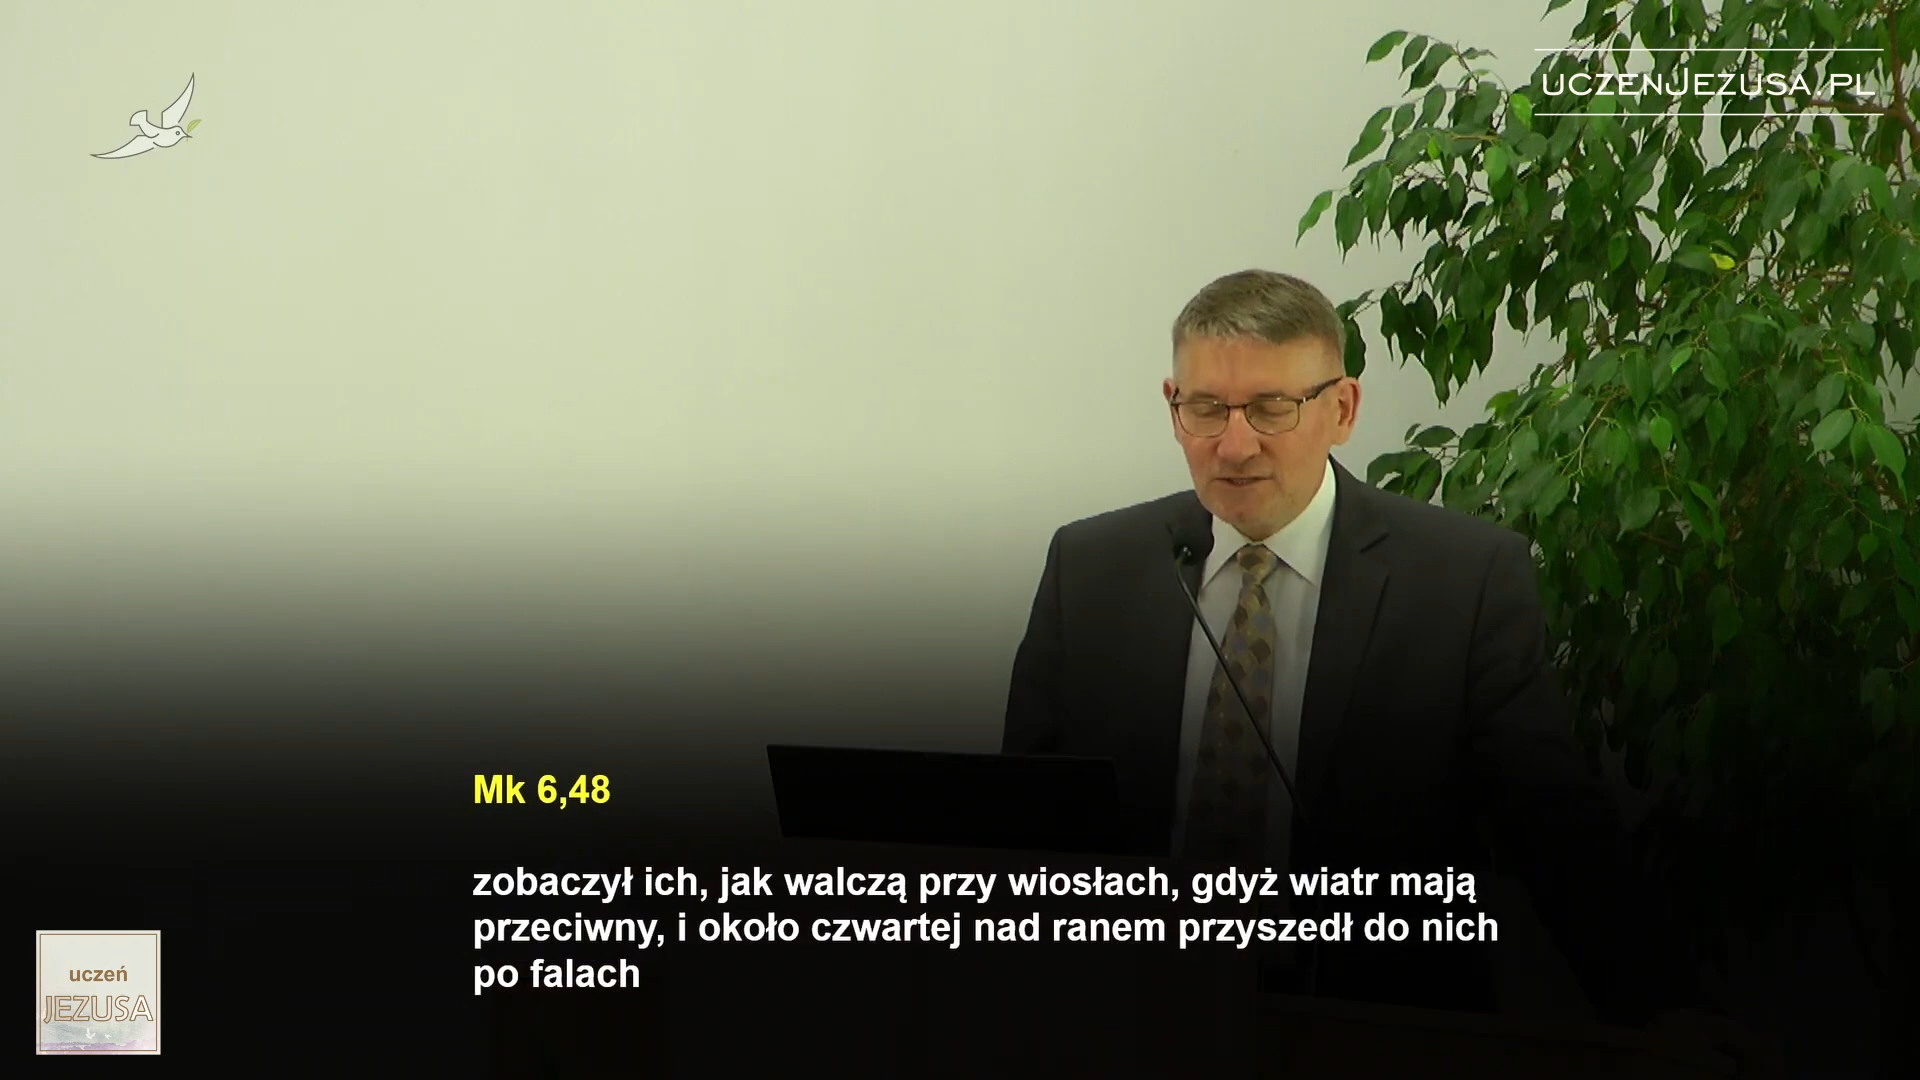 UCZENJEZUSA.PL
Mk 6,48
zobaczył ich, jak walczą przy wiosłach, gdyż wiatr mają
przeciwny, i około czwartej nad ranem przyszedł do nich
po falach
uczeń
JEZUSA